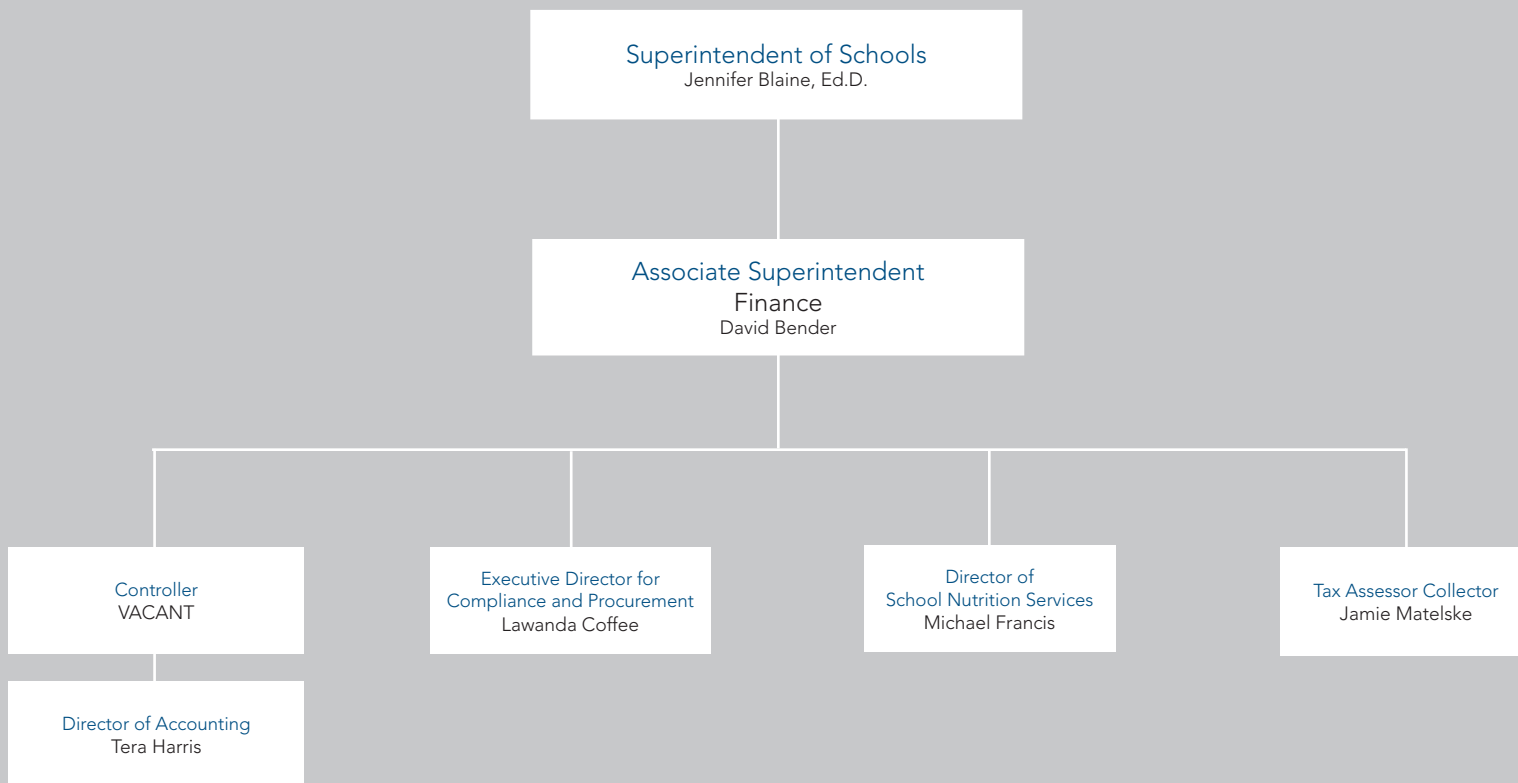 Superintendent of Schools
Jennifer Blaine, Ed.D.
Associate Superintendent
Finance
David Bender
Controller
VACANT
Executive Director for
Compliance and Procurement
Lawanda Coffee
Director of
School Nutrition Services
Michael Francis
Tax Assessor Collector
Jamie Matelske
Director of Accounting
Tera Harris